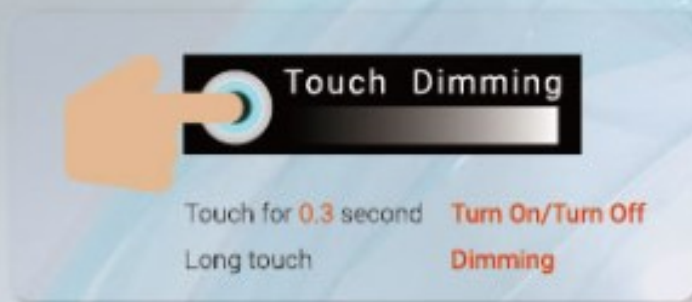 Touch Dimming
Touch for 0.3 second Turn On/Turn Off
Long touch Dimming